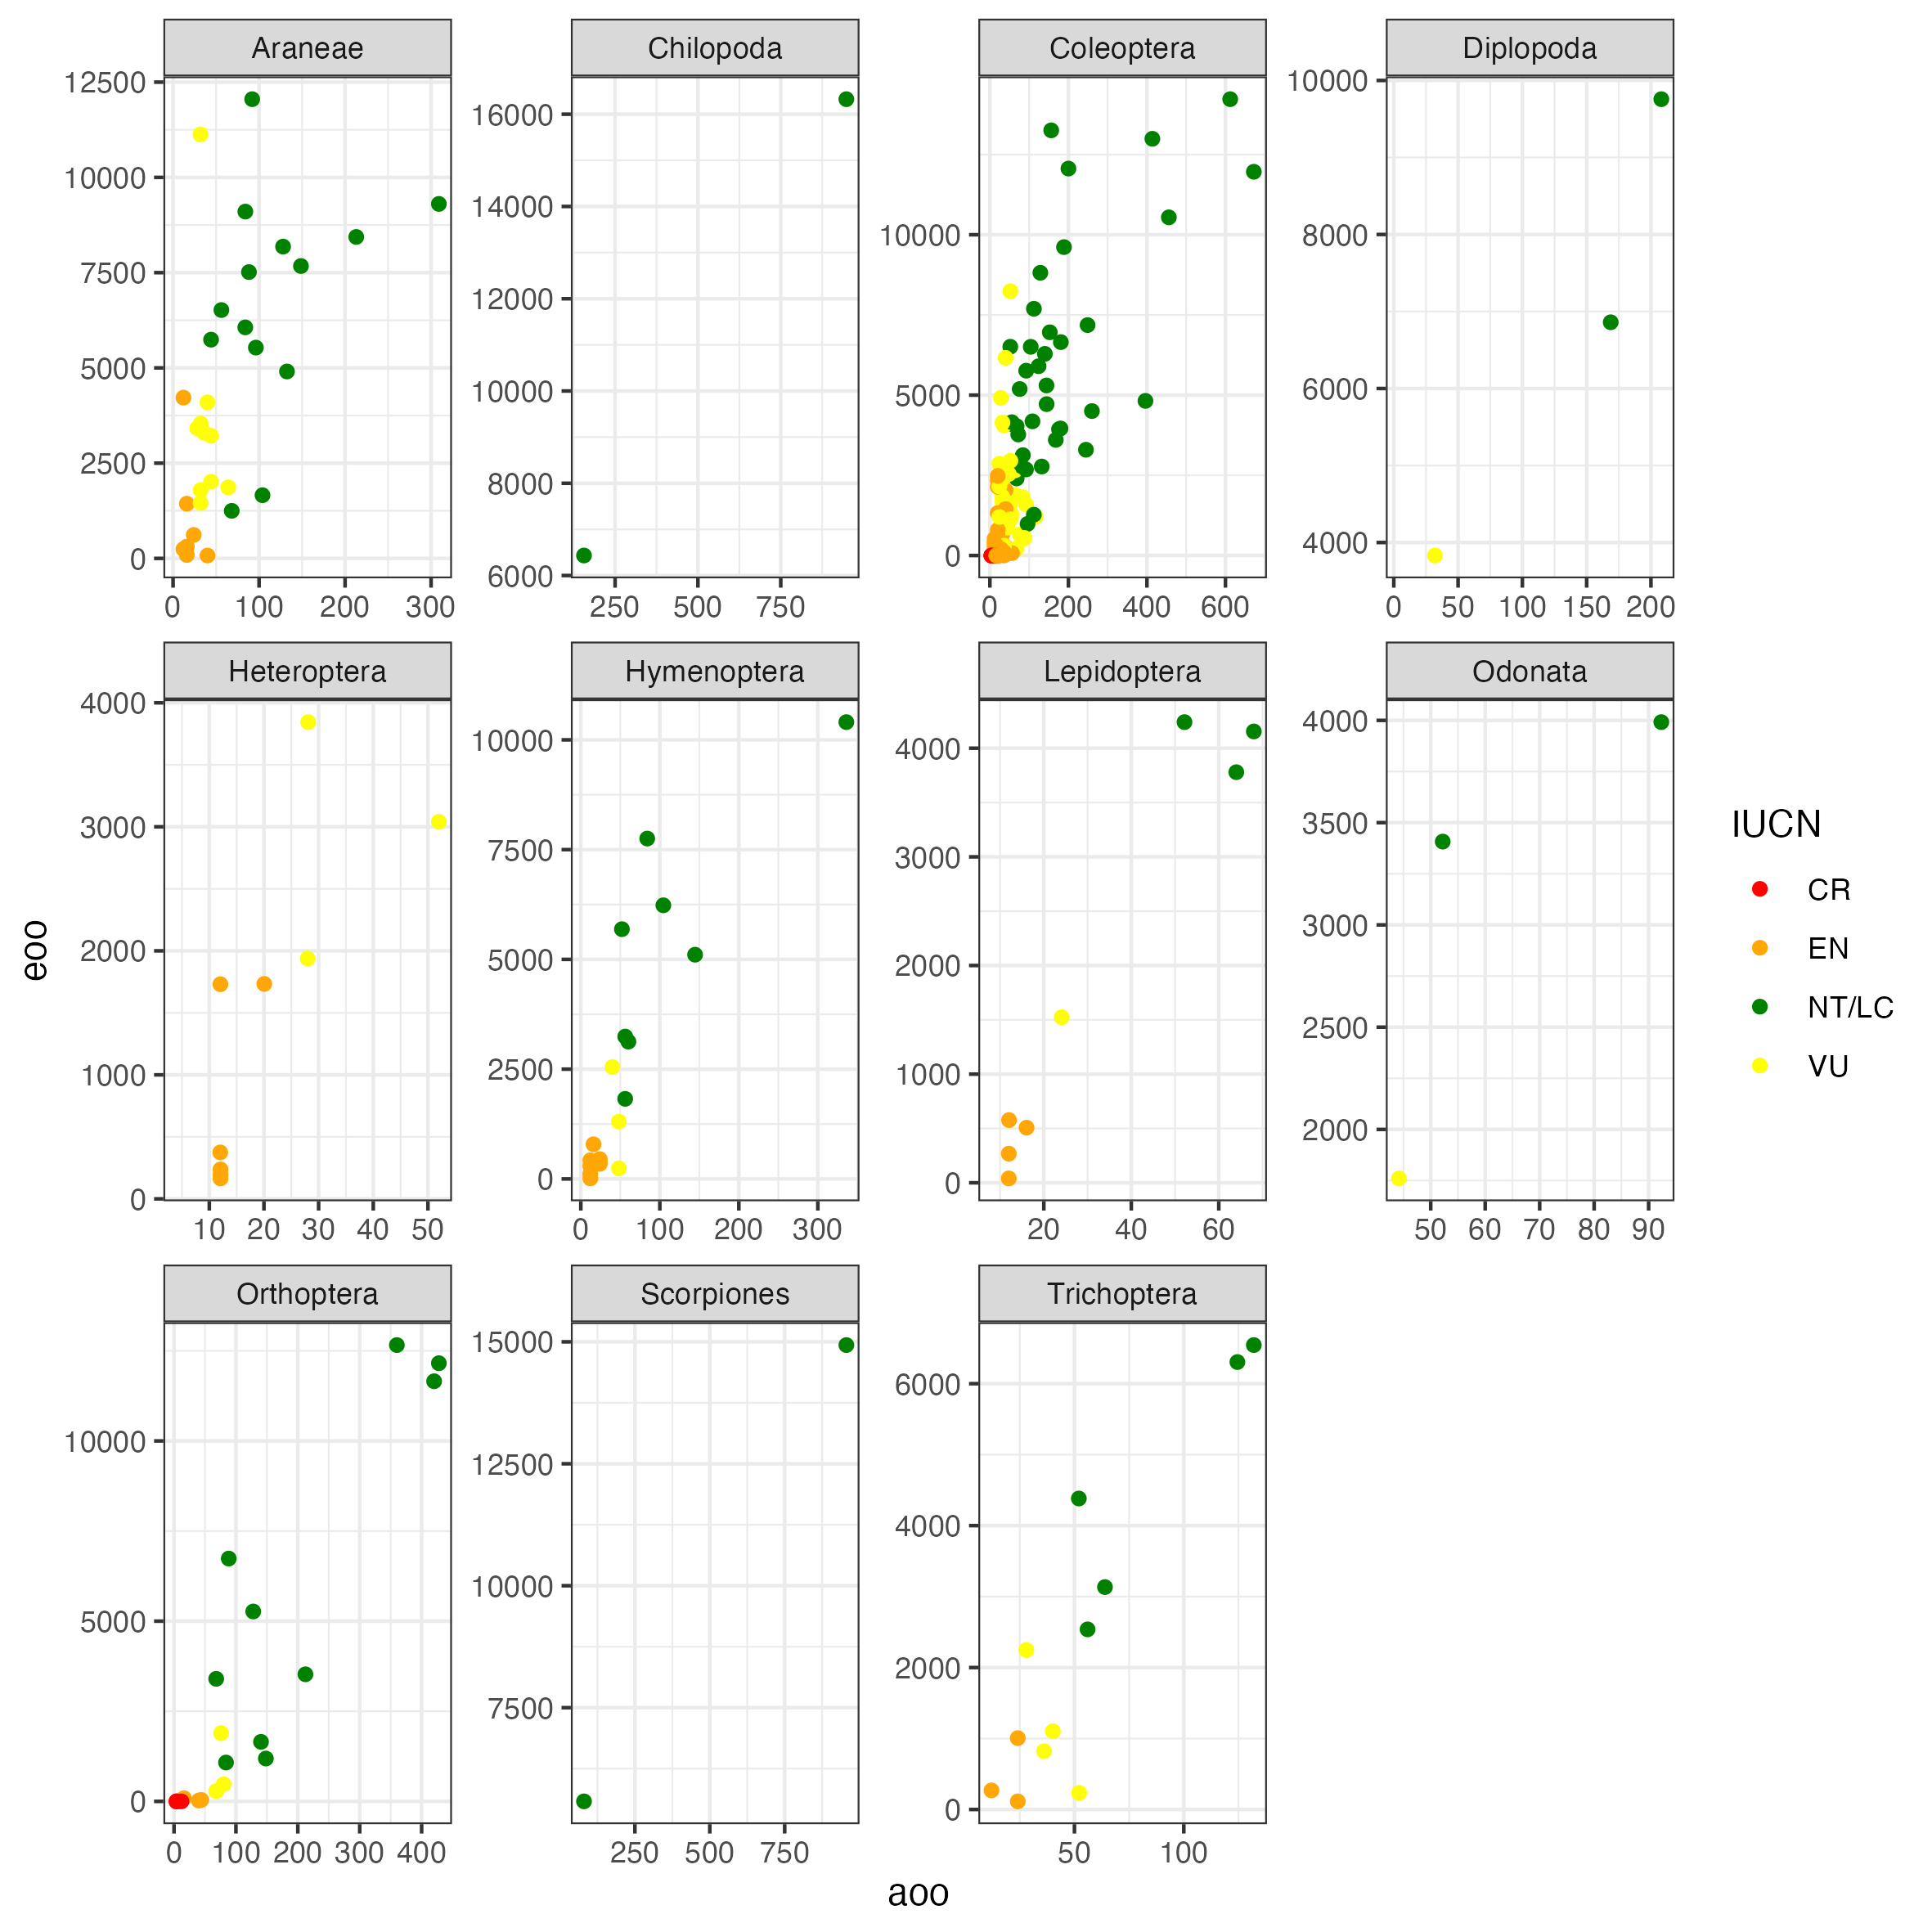 Araneae
Chilopoda
Coleoptera
Diplopoda
12500
10000
7500
5000
2500
0
16000
14000
12000
10000
8000
6000
10000
5000
0
10000
8000
6000
4000
0 100 200 300
250 500 750
0 200 400 600
0 50 100 150 200
Heteroptera
Hymenoptera
Lepidoptera
Odonata
4000
3000
2000
1000
0
10000
7500
5000
2500
0
4000
3000
2000
1000
0
4000
3500
3000
2500
2000
10 20 30 40 50
0 100 200 300
20 40 60
50 60 70 80 90
Orthoptera
Scorpiones
Trichoptera
10000
5000
0
15000
12500
10000
7500
6000
4000
2000
0
0 100 200 300 400
250 500 750
50 100
eoo
aoo
IUCN
CR
EN
NT/LC
VU